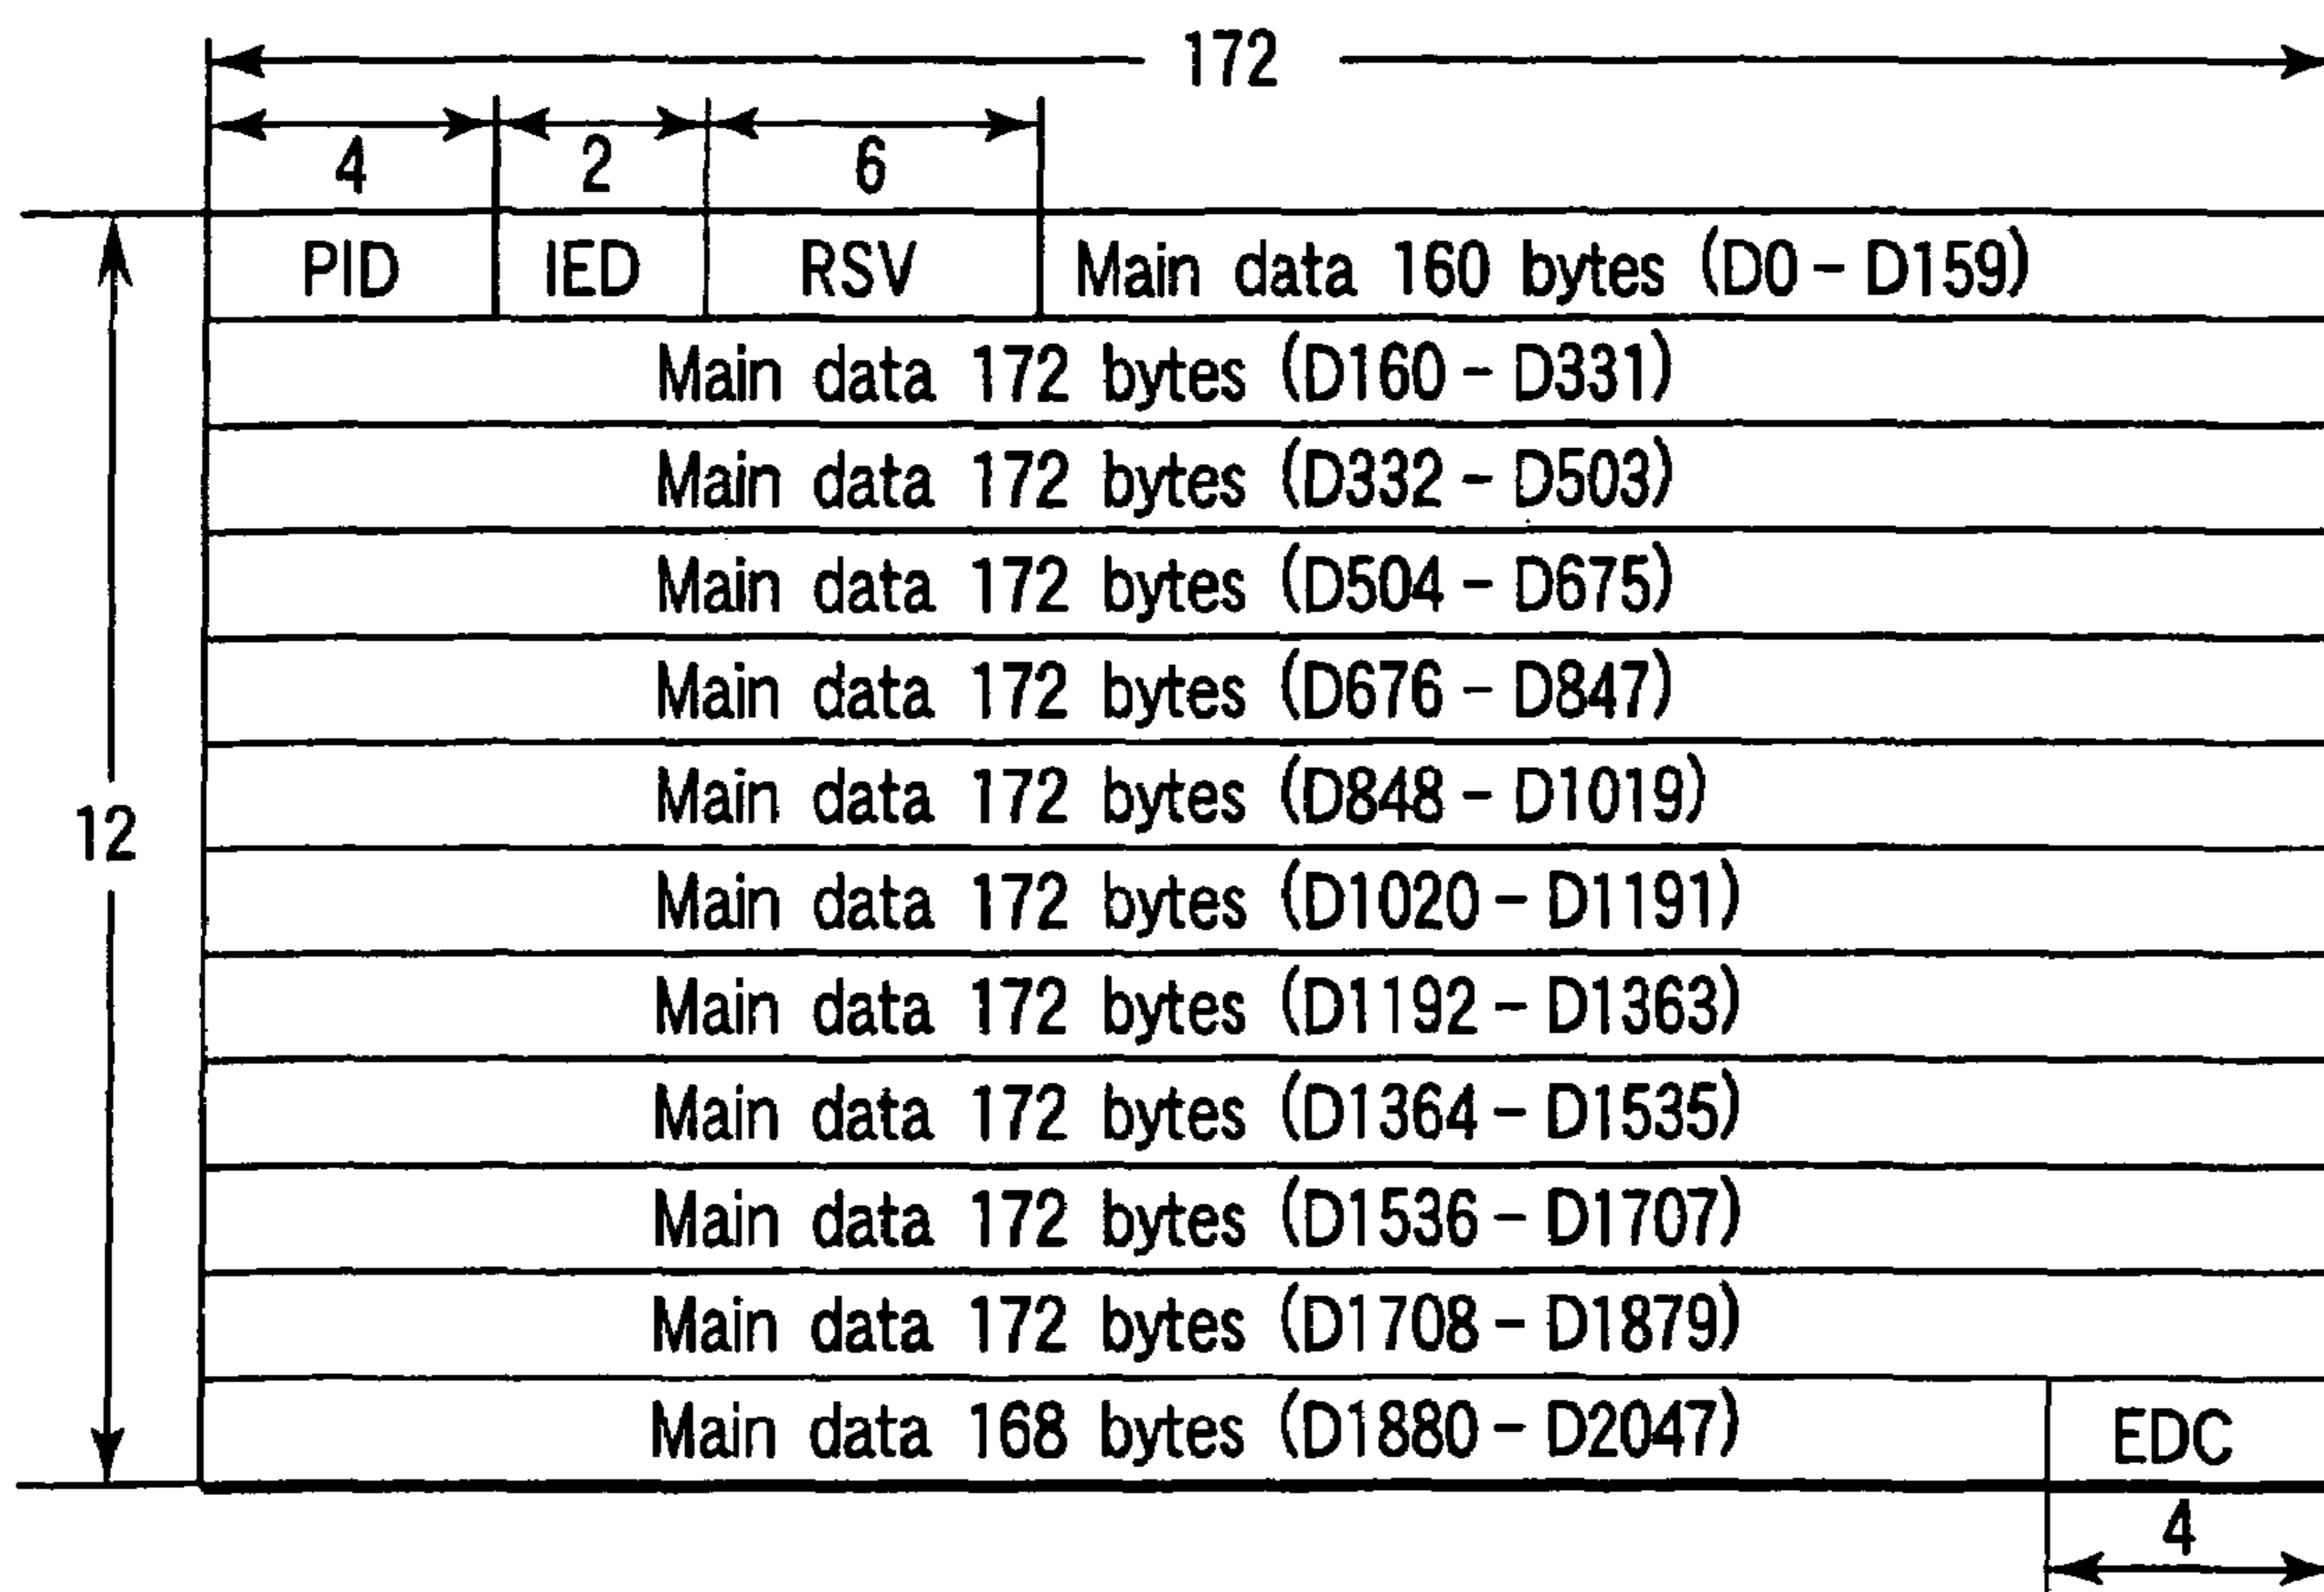 172
4 2 6
PID IED RSV Main data 160 bytes (D0 - D159)
Main data 172 bytes (D160 - D331)
Main data 172 bytes (D332 - D503)
Main data 172 bytes (D504 - D675)
Main data 172 bytes (D676 - D847)
Main data 172 bytes (D848 - D1019)
12
Main data 172 bytes (D1020 - D1191)
Main data 172 bytes (D1192 - D1363)
Main data 172 bytes (D1364 - D1535)
Main data 172 bytes (D1536 - D1707)
Main data 172 bytes (D1708 - D1879)
Main data 168 bytes (D1880 - D2047) EDC
4